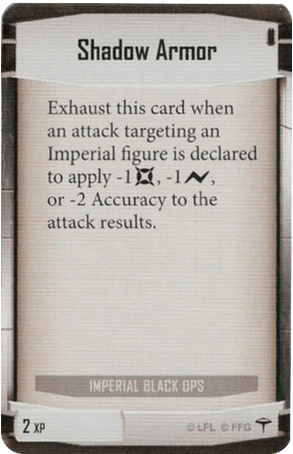 Shadow Armor
Exhaust this card when
an attack targeting an
Imperial figure is declared
to apply -1, -1,
or -2 Accuracy to the
attack results.
IMPERIAL BLACK OPS
2 XP
© LFL © FFG